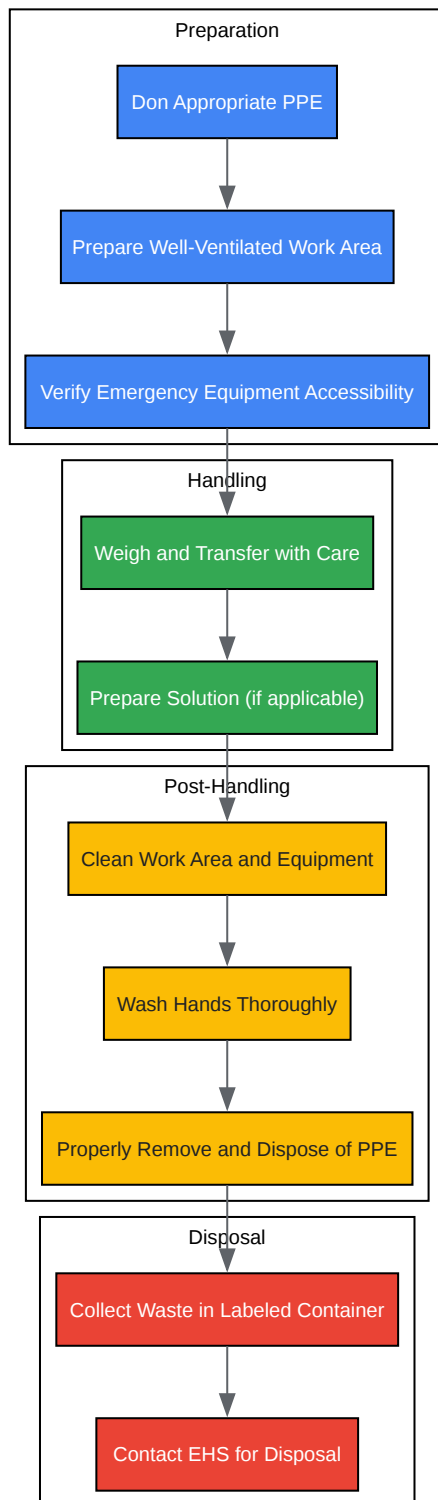 Preparation
Don Appropriate PPE
Prepare Well-Ventilated Work Area
Verify Emergency Equipment Accessibility
Handling
Weigh and Transfer with Care
Prepare Solution (if applicable)
Post-Handling
Clean Work Area and Equipment
Wash Hands Thoroughly
Properly Remove and Dispose of PPE
Disposal
Collect Waste in Labeled Container
Contact EHS for Disposal